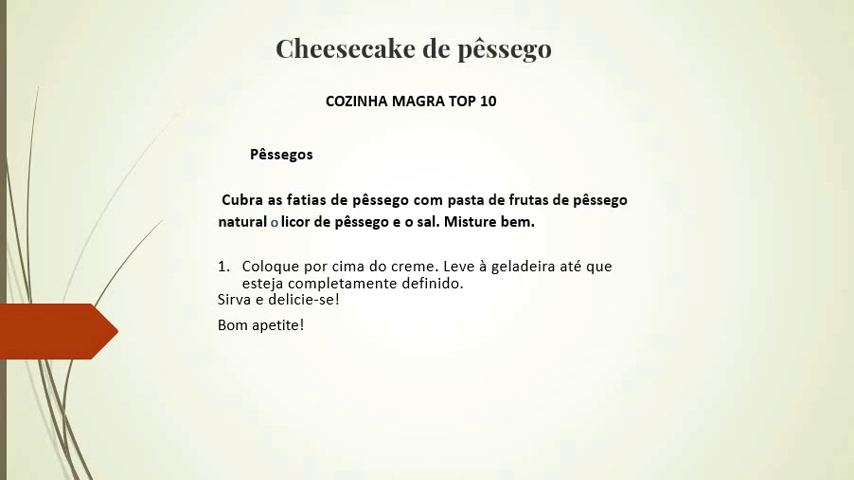 Cheesecake de pêssego
COZINHA MAGRA TOP 10
Pêssegos
Cubra as fatias de pêssego com pasta de frutas de pêssego
natural o licor de pêssego e o sal. Misture bem.
1. Coloque por cima do creme. Leve à geladeira até que
esteja completamente definido.
Sirva e delicie-se!
Bom apetite!